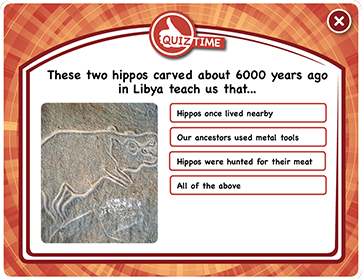 QUIZ TIME
These two hippos carved about 6000 years ago
in Libya teach us that...
Hippos once lived nearby
Our ancestors used metal tools
Hippos were hunted for their meat
All of the above